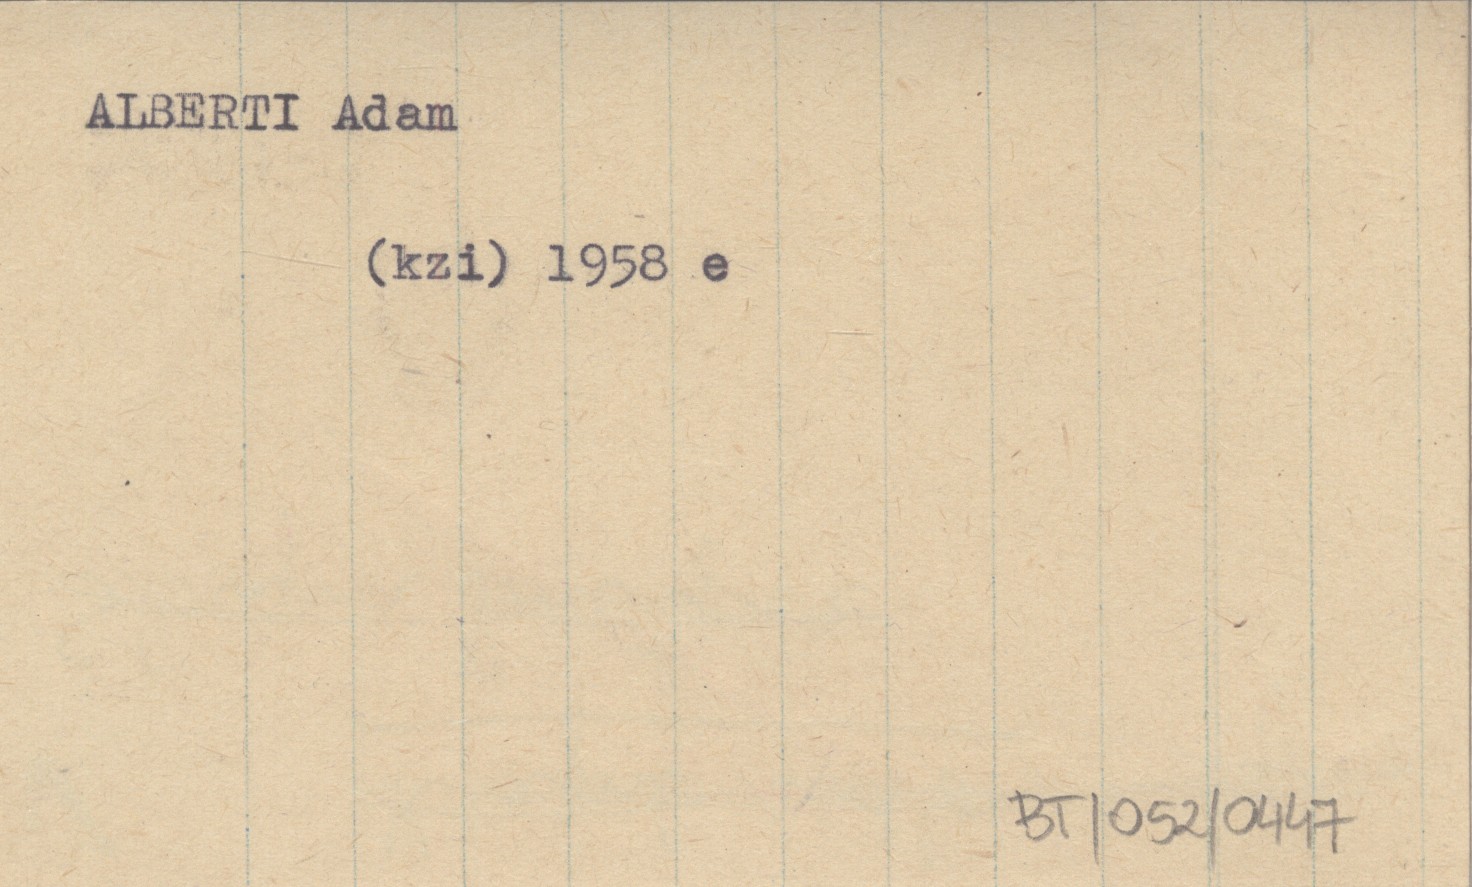 ALBERTI Adam
(kzi) 1958 e
BT/052/0447